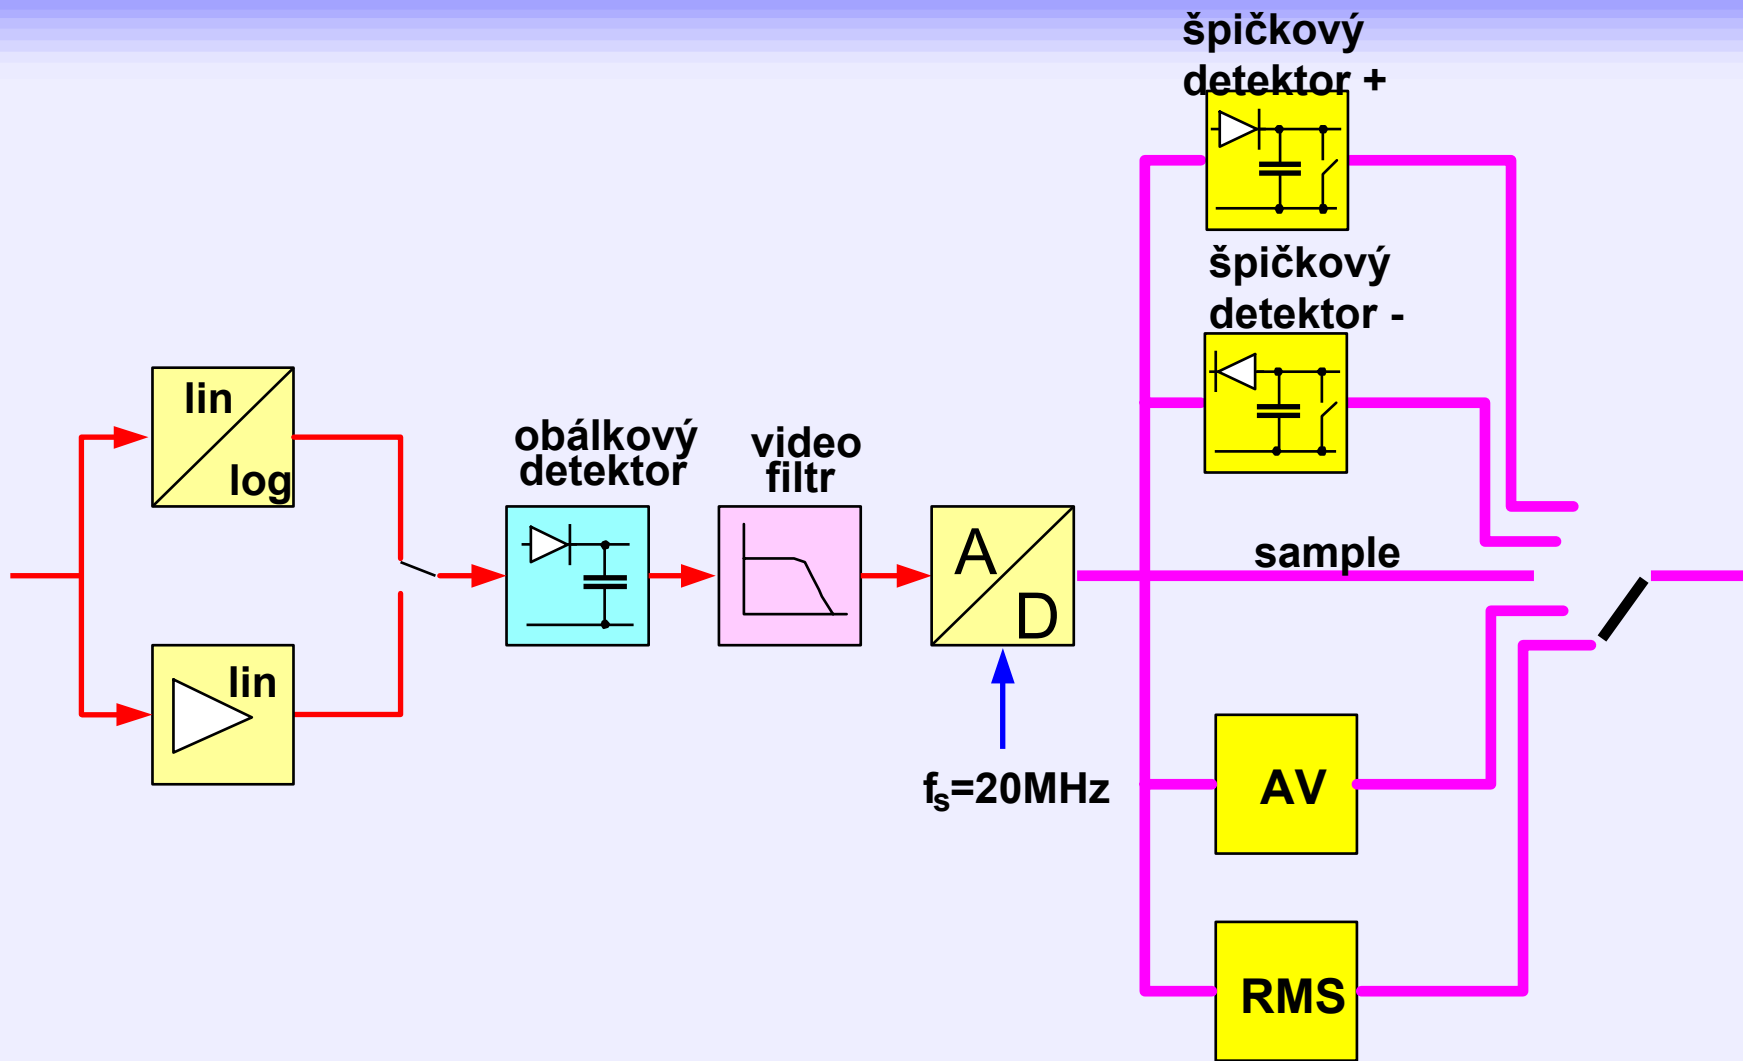 špičkový
detektor +
špičkový
detektor -
lin
log
obálkový
detektor
video
filtr
A
D
sample
lin
fs=20MHz
AV
RMS